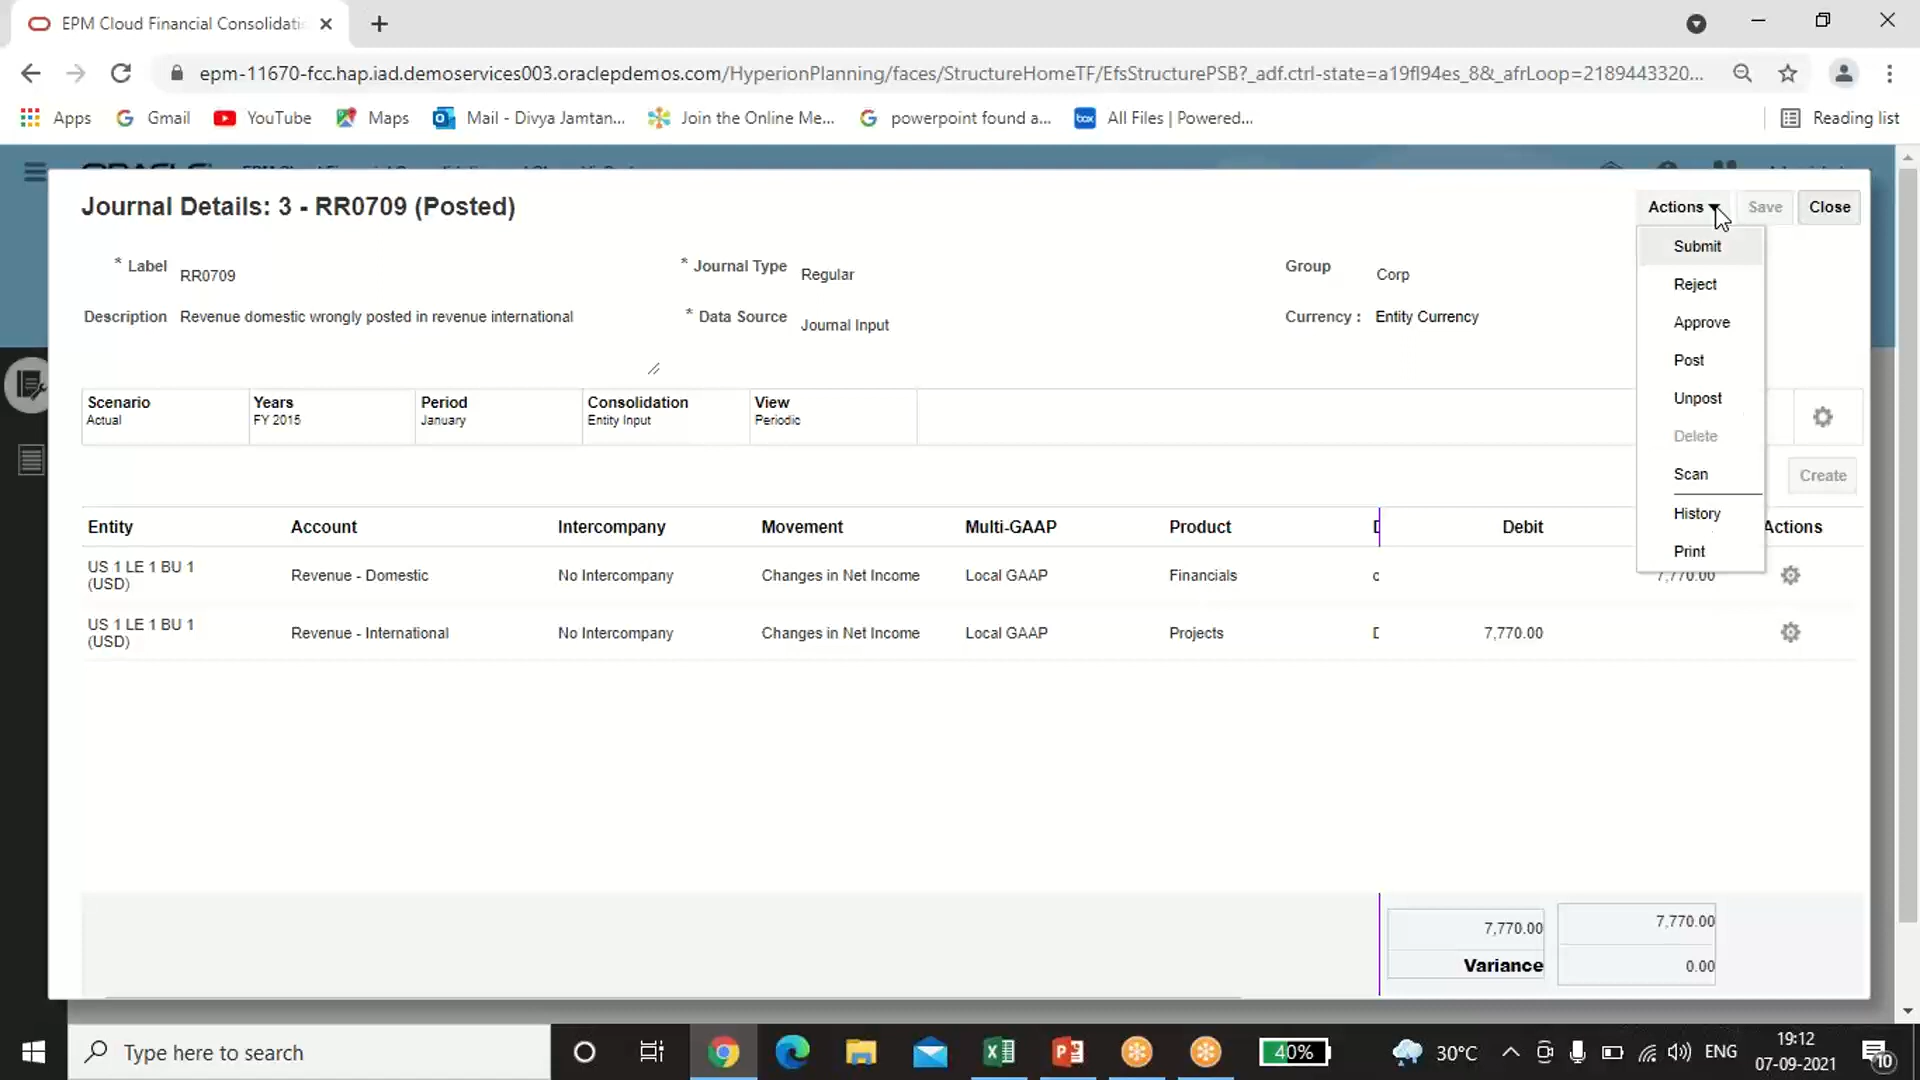 EPM Cloud Financial Consolidati
epm-11670-fcc.hap.iad.demoservices003.oraclepdemos.com/HyperionPlanning/faces/StructureHomeTF/EfsStructurePSB?_adf.ctrl-state=a19fl94es_8&_afrLoop=2189443320...
Apps Gmail YouTube Maps Mail - Divya Jamtan... Join the Online Me... powerpoint found a... box All Files | Powered... Reading list
Journal Details: 3 - RR0709 (Posted)
Actions Save Close
* Label RR0709 * Journal Type Regular Group Corp
Description Revenue domestic wrongly posted in revenue international * Data Source Journal Input Currency : Entity Currency
Submit
Reject
Approve
Post
Unpost
Delete
Scan
History
Print
Scenario Years Period Consolidation View
Actual FY 2015 January Entity Input Periodic
Create
Entity Account Intercompany Movement Multi-GAAP Product Debit Actions
US 1 LE 1 BU 1
(USD) Revenue - Domestic No Intercompany Changes in Net Income Local GAAP Financials 7,770.00
US 1 LE 1 BU 1
(USD) Revenue - International No Intercompany Changes in Net Income Local GAAP Projects 7,770.00
7,770.00 7,770.00
Variance 0.00
Type here to search
40% 30°C ENG 19:12
07-09-2021 10